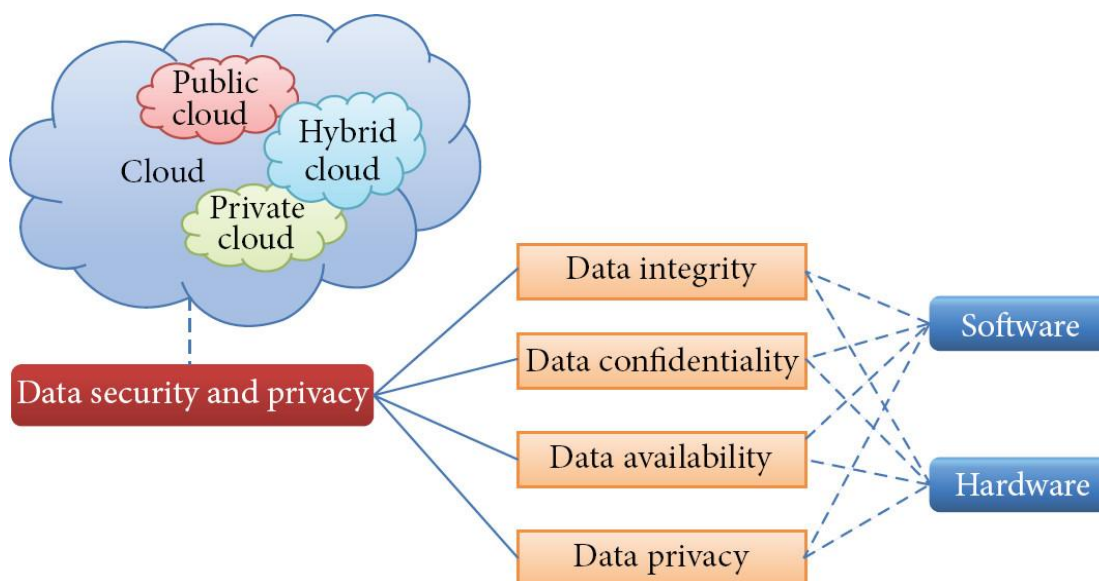 Public
cloud
Hybrid
cloud
Cloud
Private
cloud
Data security and privacy
Data integrity
Data confidentiality
Data availability
Data privacy
Software
Hardware